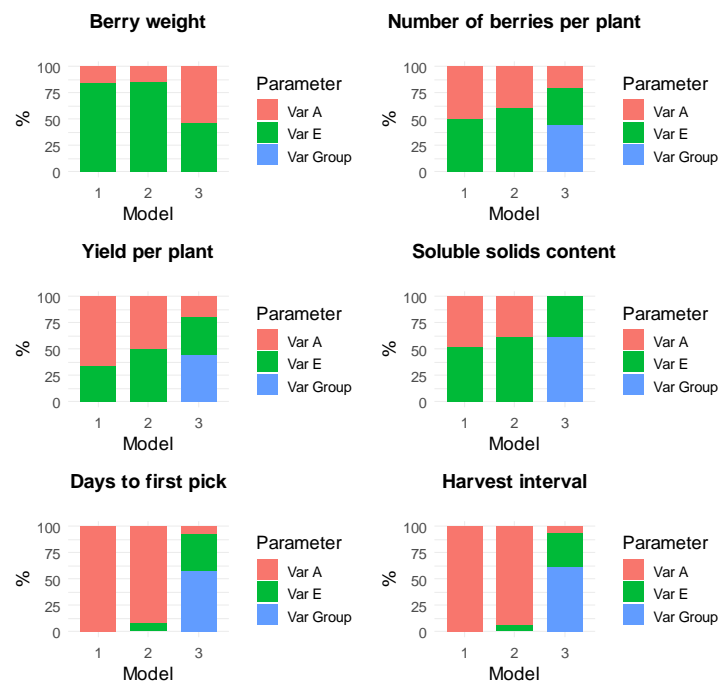 Berry weight
100
75
50
25
0
%
1 2 3
Model
Parameter
Var A
Var E
Var Group
Number of berries per plant
100
75
50
25
0
%
1 2 3
Model
Parameter
Var A
Var E
Var Group
Yield per plant
100
75
50
25
0
%
1 2 3
Model
Parameter
Var A
Var E
Var Group
Soluble solids content
100
75
50
25
0
%
1 2 3
Model
Parameter
Var A
Var E
Var Group
Days to first pick
100
75
50
25
0
%
1 2 3
Model
Parameter
Var A
Var E
Var Group
Harvest interval
100
75
50
25
0
%
1 2 3
Model
Parameter
Var A
Var E
Var Group